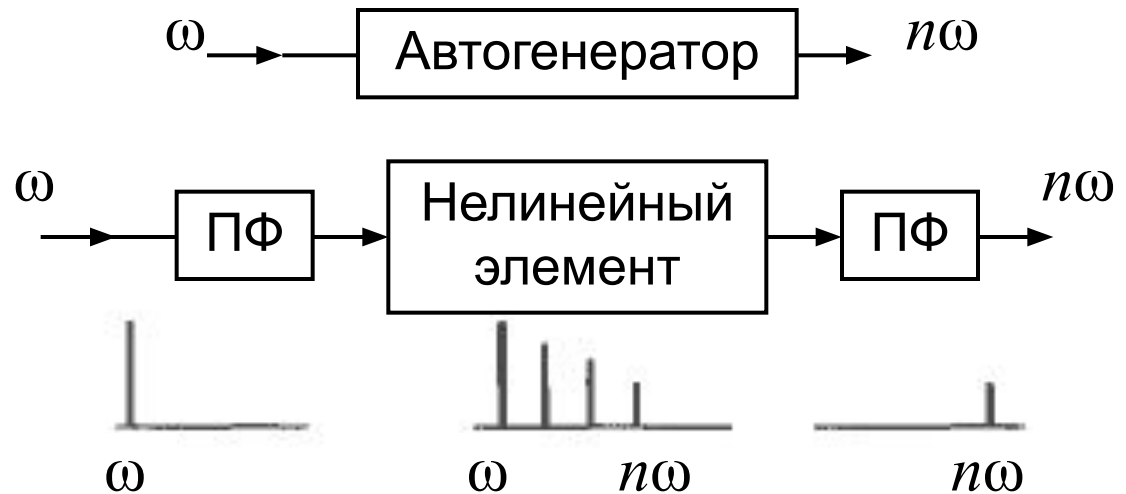 ω Автогенератор nω
ω ПФ Нелинейный элемент ПФ nω
ω ω nω nω